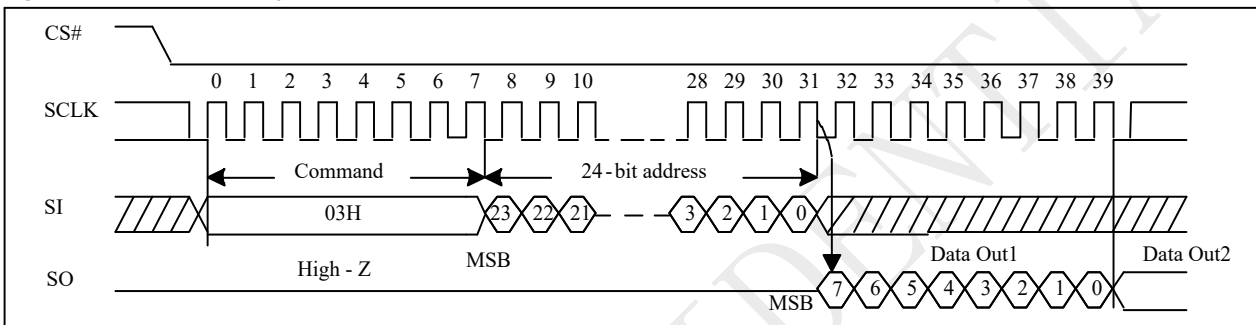 CS#
0 1 2 3 4 5 6 7 8 9 10 28 29 30 31 32 33 34 35 36 37 38 39
SCLK
Command 24-bit address
SI 03H 23 22 21 3 2 1 0
High - Z MSB Data Out1 Data Out2
SO MSB 7 6 5 4 3 2 1 0
DENTIA